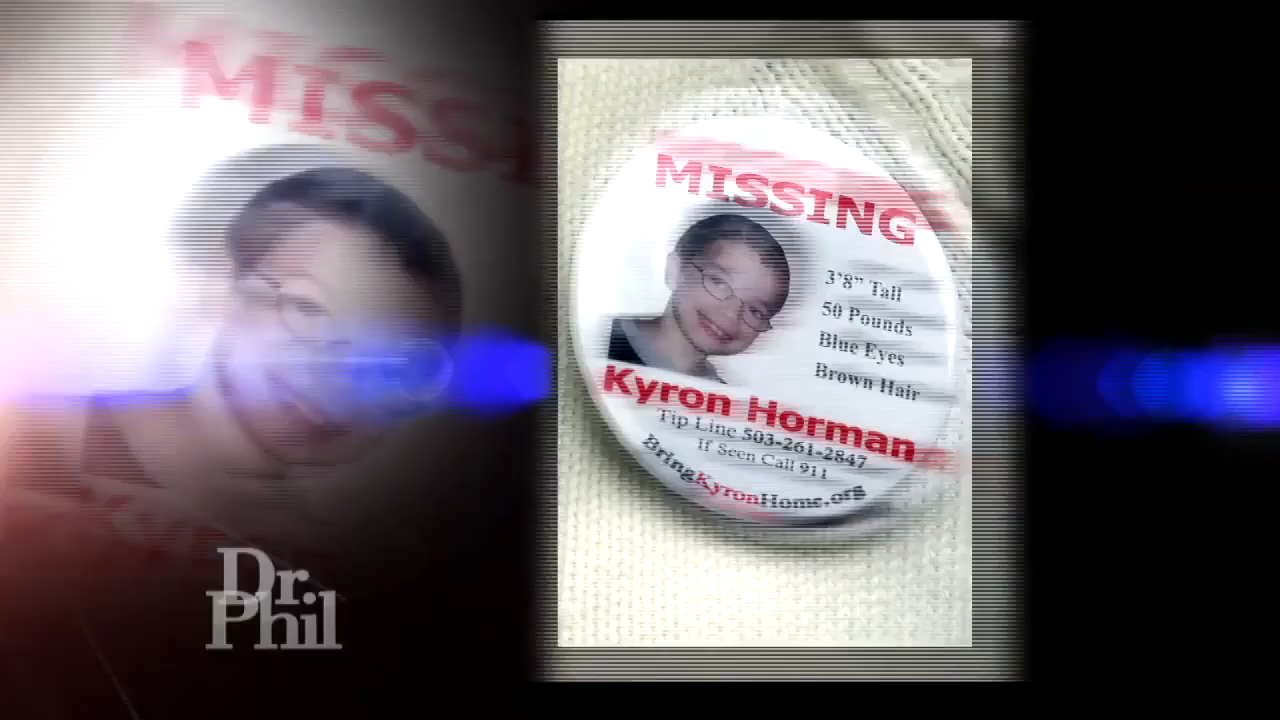 MISSI
MISSING
3'8” Tall
50 Pounds
Blue Eyes
Brown Hair
Kyron Horman
Tip Line 503-261-2847
If Seen Call 911
BringKyronHome.org
Dr.
Phil